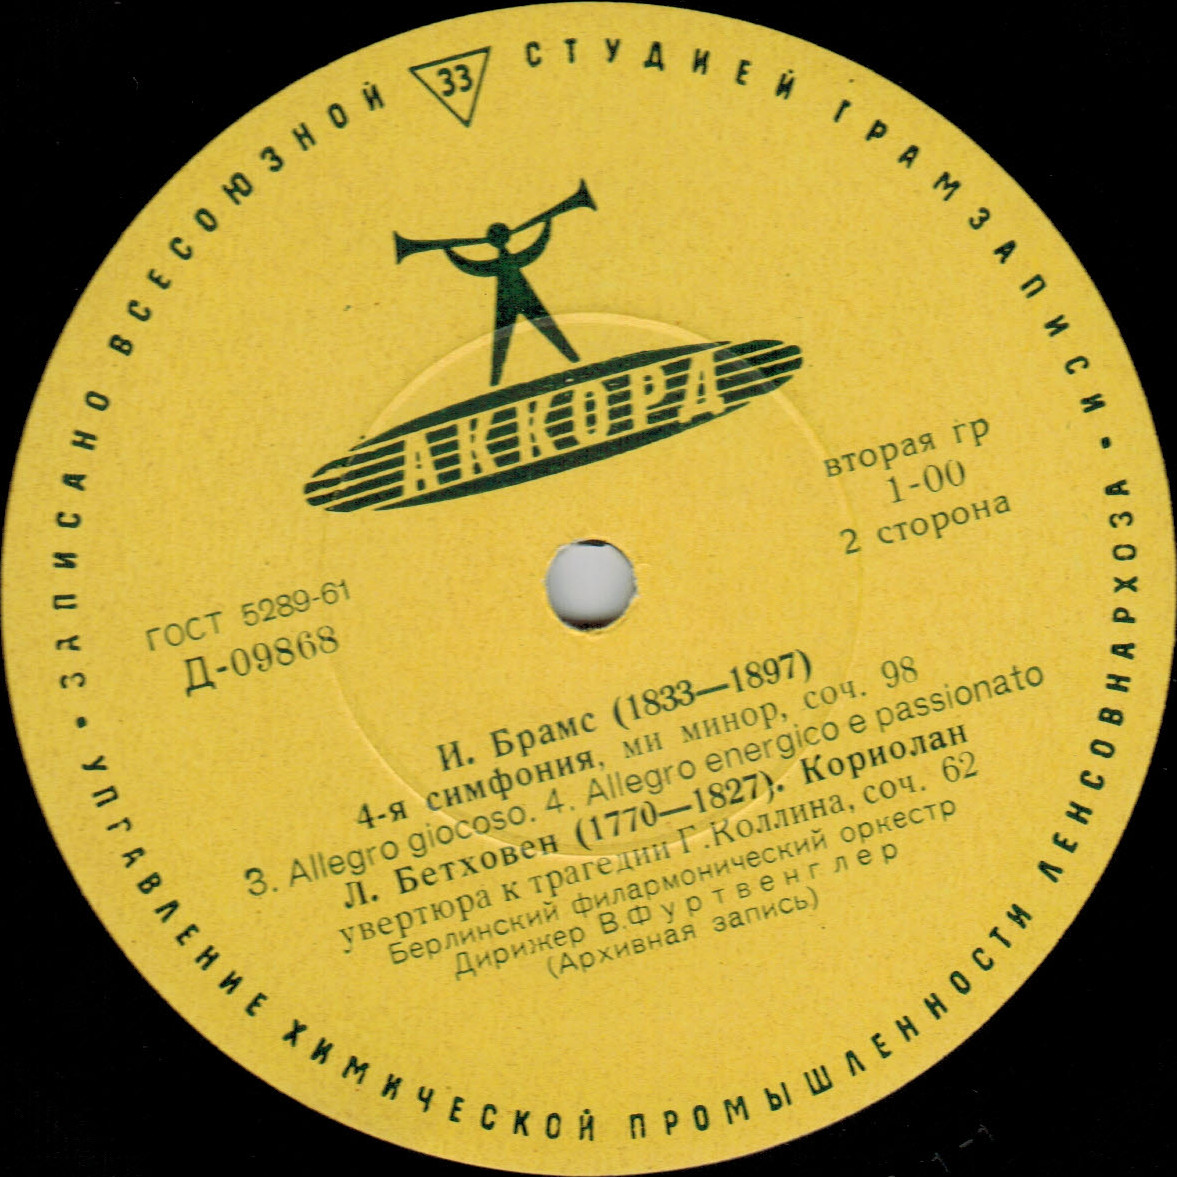 ЗАПИСАНО ВСЕСОЮЗНОЙ 33 СТУДИЕЙ ГРАМЗАПИСИ •
АККОРД
вторая гр
1-00
2 сторона
ГОСТ 5289-61
Д-09868
И. Брамс (1833—1897)
4-я симфония, ми минор, соч. 98
3. Allegro giocoso. 4. Allegro energico e passionato
Л. Бетховен (1770—1827). Кориолан
увертюра к трагедии Г.Коллина, соч. 62
Берлинский филармонический оркестр
Дирижер В.Фуртвенглер
(Архивная запись)
УПРАВЛЕНИЕ ХИМИЧЕСКОЙ ПРОМЫШЛЕННОСТИ ЛЕНСОВНАРХОЗА •